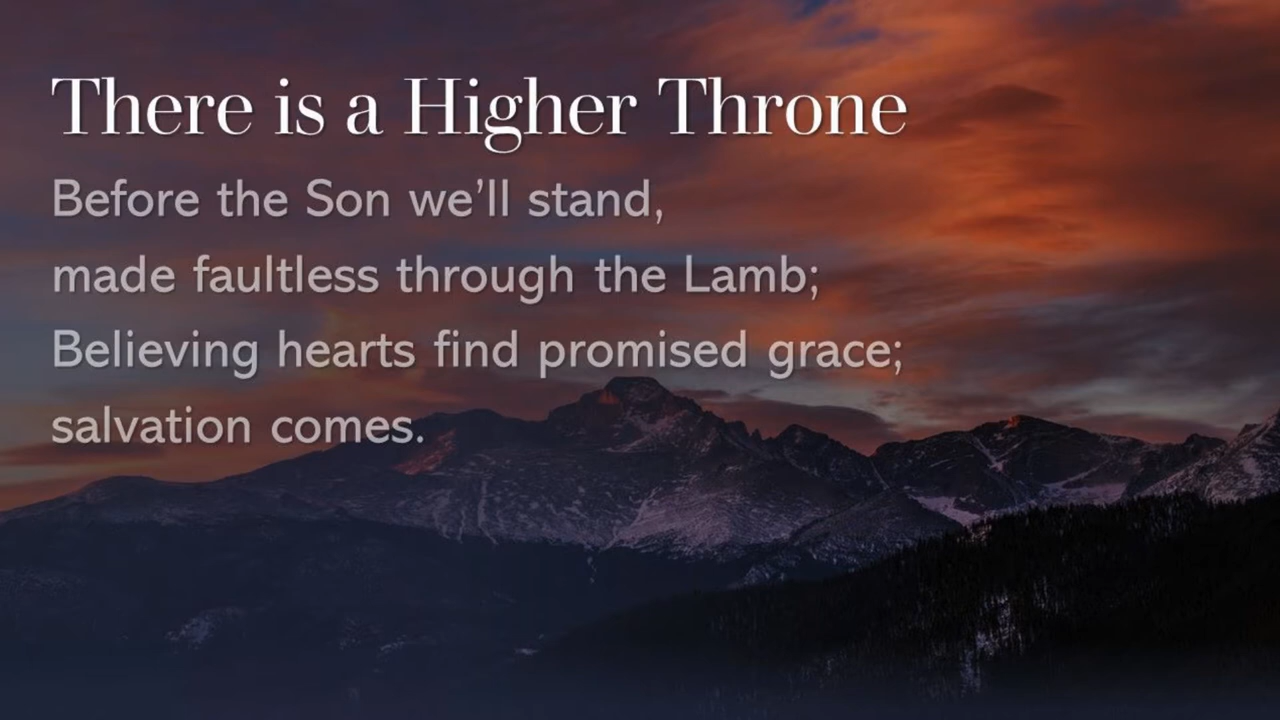 There is a Higher Throne
Before the Son we’ll stand,
made faultless through the Lamb;
Believing hearts find promised grace;
salvation comes.